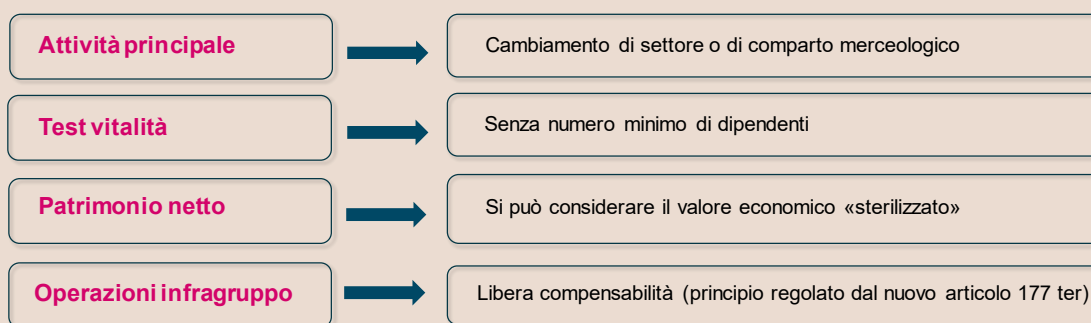 Attività principale
Cambiamento di settore o di comparto merceologico
Test vitalità
Senza numero minimo di dipendenti
Patrimonio netto
Si può considerare il valore economico «sterilizzato»
Operazioni infragruppo
Libera compensabilità (principio regolato dal nuovo articolo 177 ter)